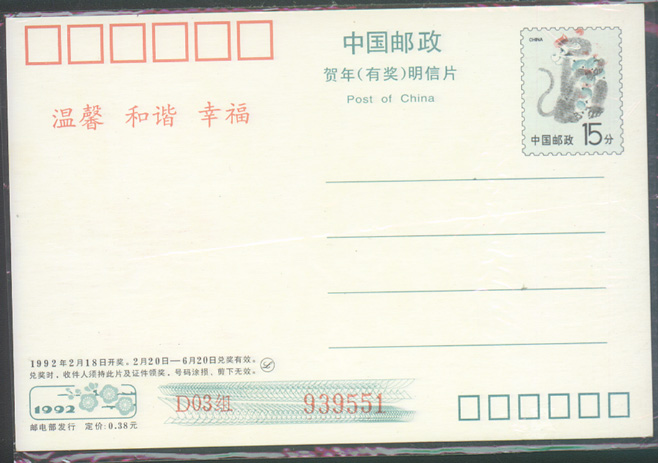 中国邮政
贺年(有奖)明信片
Post of China
CHINA
中国邮政 15分
温馨 和谐 幸福
1992年2月18日开奖。2月20日—6月20日兑奖有效。
兑奖时,收件人须持此片及证件领奖,号码涂损、剪下无效。
1992
D03组 939551
邮电部发行 定价:0.38元